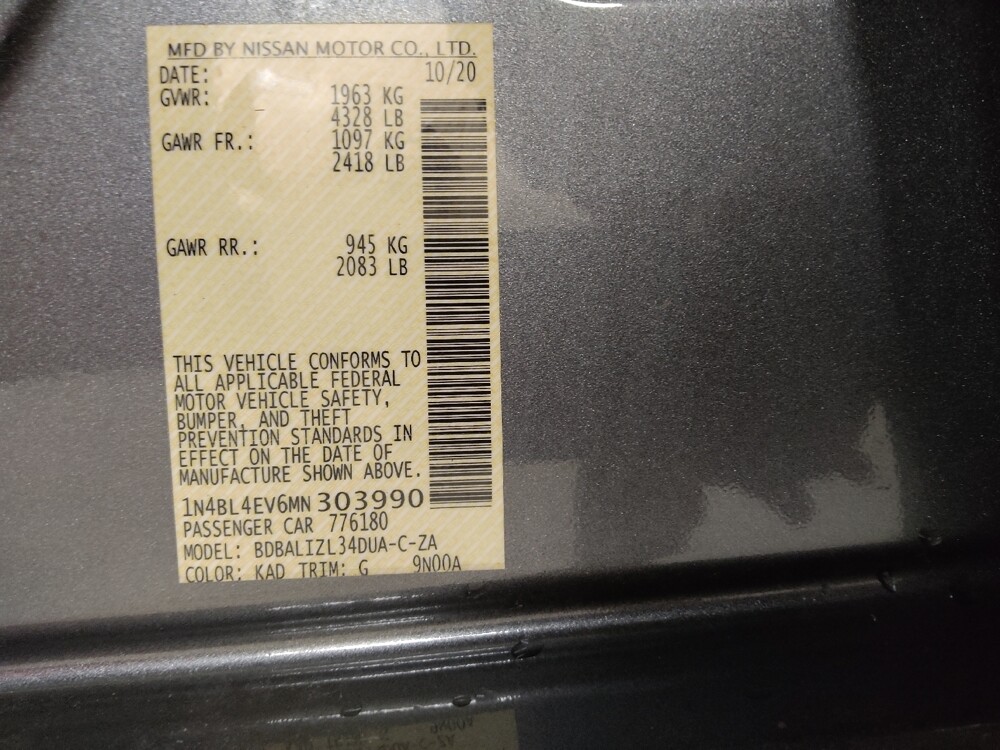 MFD BY NISSAN MOTOR CO., LTD.
DATE: 10/20
GVWR: 1963 KG
4328 LB
GAWR FR.: 1097 KG
2418 LB
GAWR RR.: 945 KG
2083 LB
THIS VEHICLE CONFORMS TO
ALL APPLICABLE FEDERAL
MOTOR VEHICLE SAFETY,
BUMPER, AND THEFT
PREVENTION STANDARDS IN
EFFECT ON THE DATE OF
MANUFACTURE SHOWN ABOVE.
1N4BL4EV6MN303990
PASSENGER CAR 776180
MODEL: BDBALIZL34DUA-C-ZA
COLOR: KAD TRIM: G 9N00A